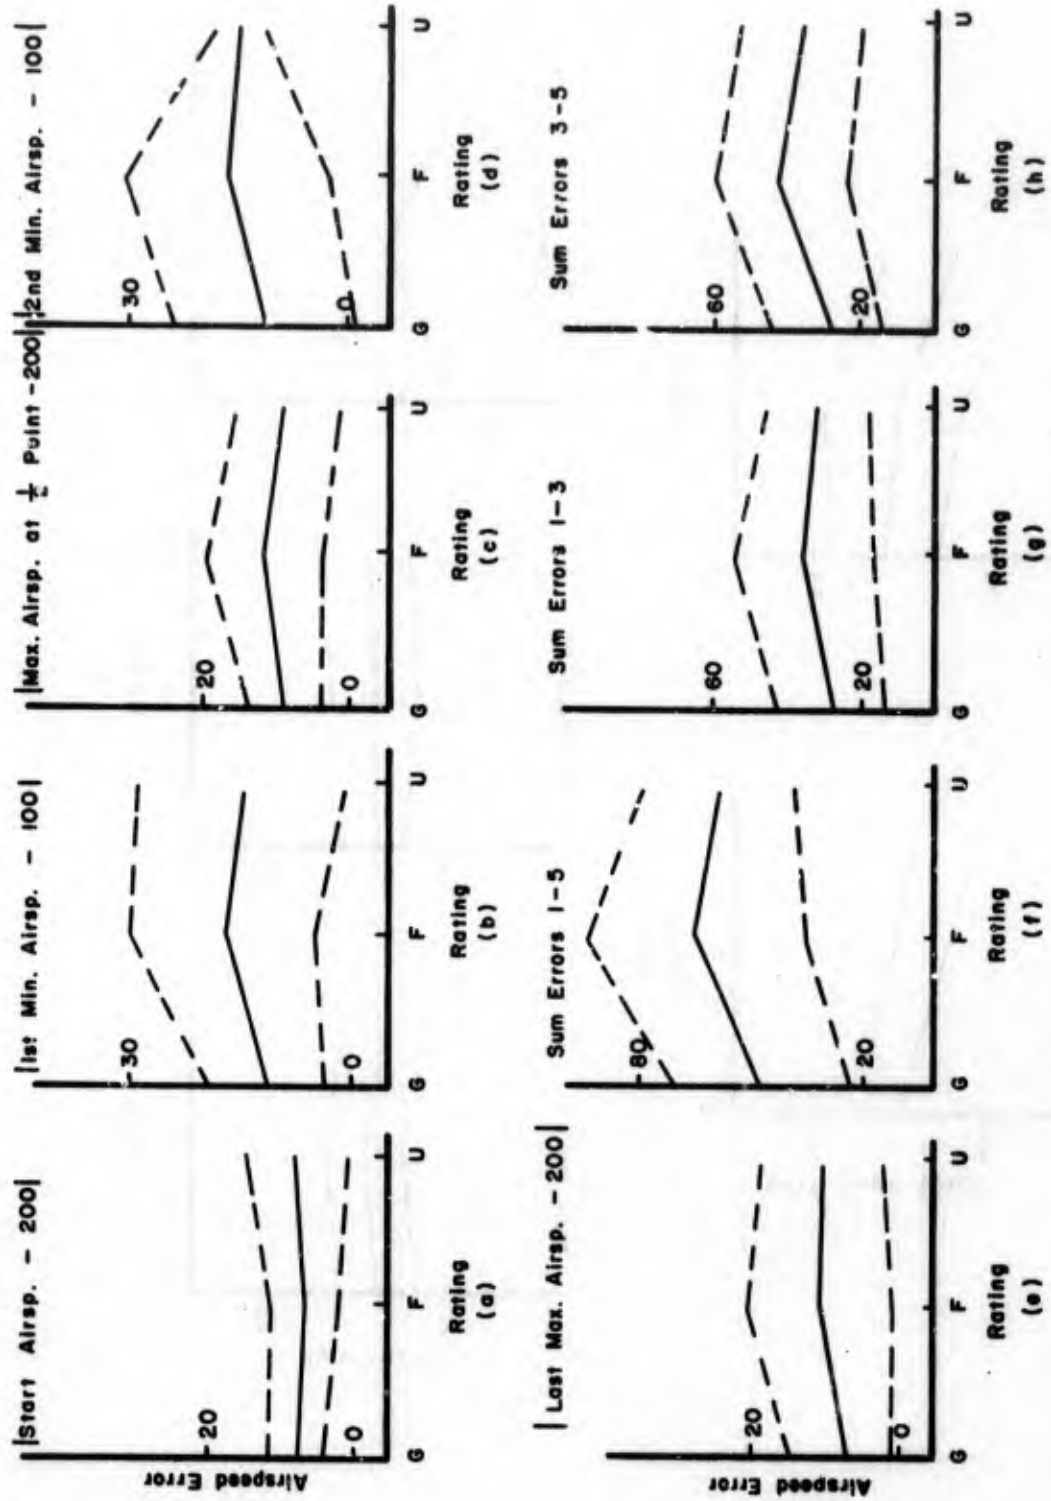 |Start Airsp. - 200|
Airspeed Error
20
0
G F U
Rating
(a)
|1st Min. Airsp. - 100|
30
0
G F U
Rating
(b)
|Max. Airsp. at ½ Point -200|
20
0
G F U
Rating
(c)
|2nd Min. Airsp. - 100|
30
0
G F U
Rating
(d)
|Last Max. Airsp. - 200|
Airspeed Error
20
0
G F U
Rating
(e)
Sum Errors 1-5
80
20
G F U
Rating
(f)
Sum Errors 1-3
60
20
G F U
Rating
(g)
Sum Errors 3-5
60
20
G F U
Rating
(h)